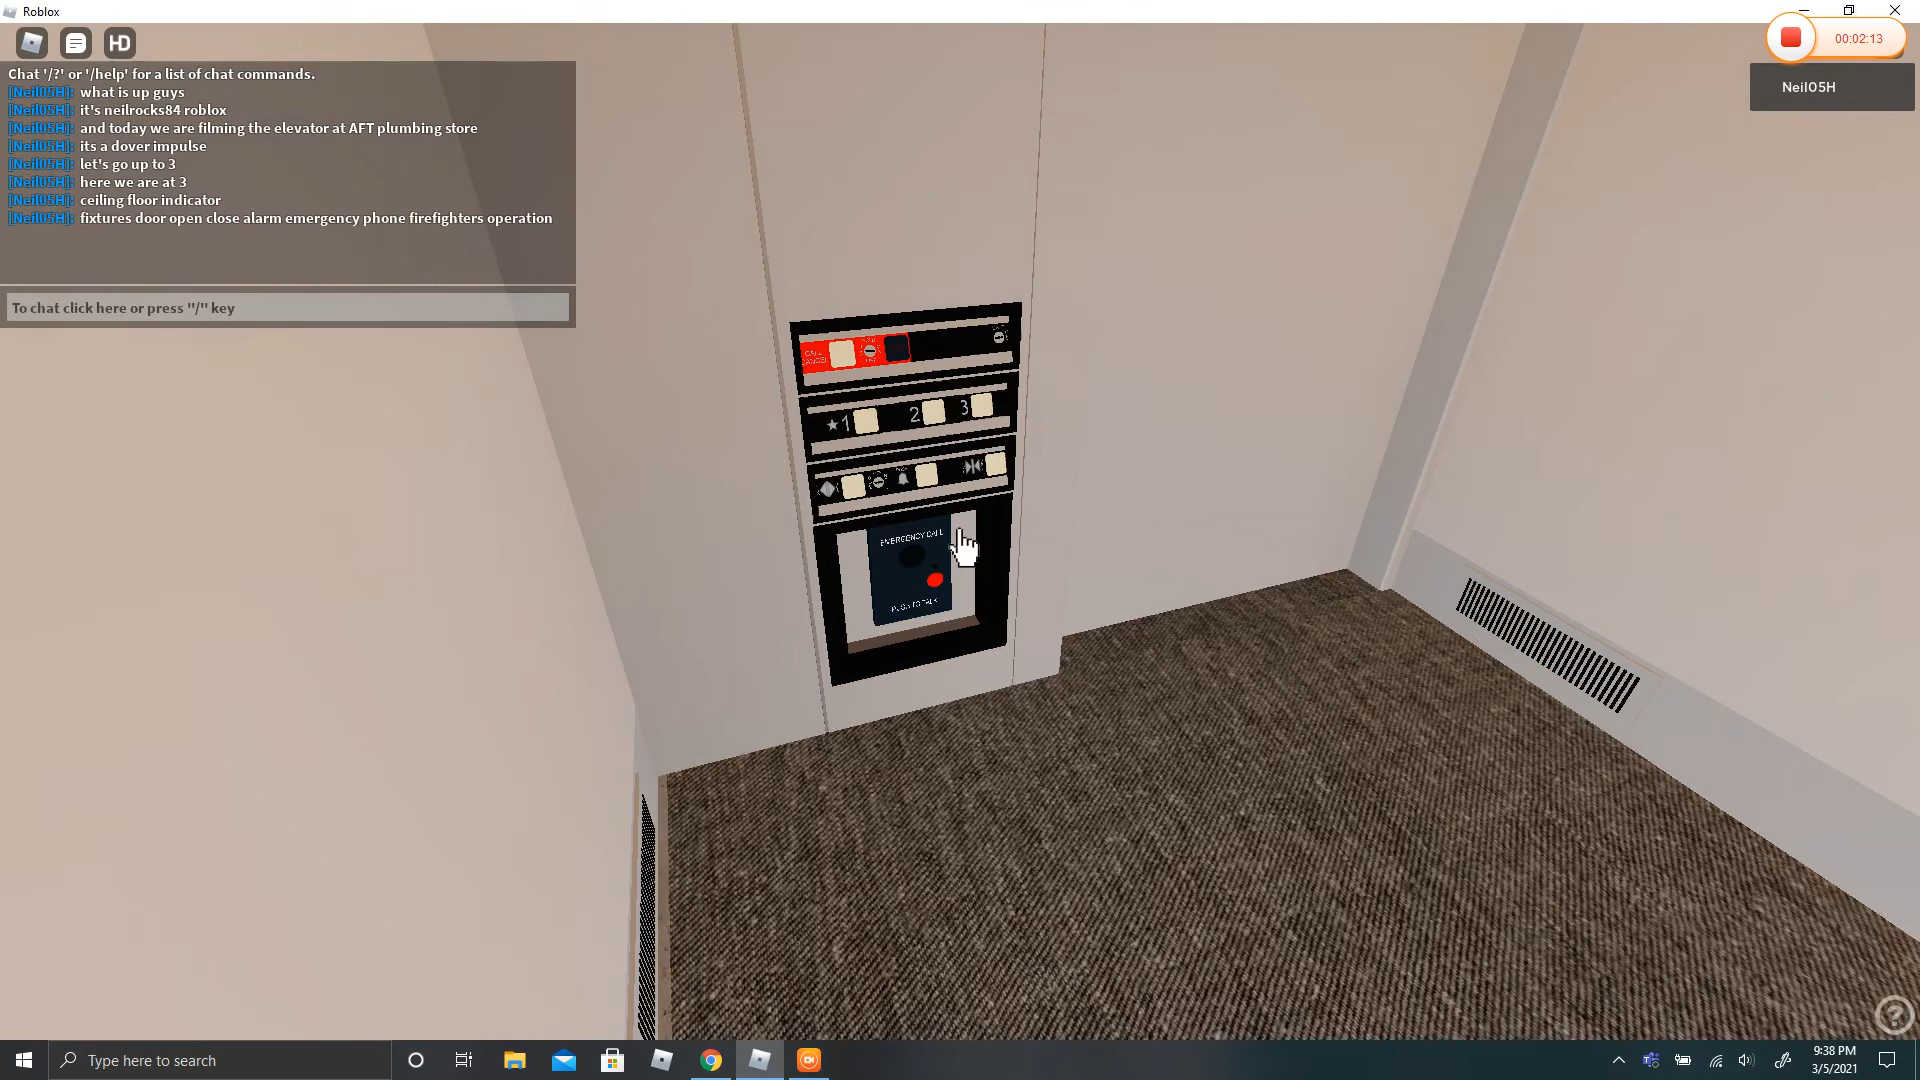 Roblox
HD
00:02:13
Neil05H
Chat '/?' or '/help' for a list of chat commands.
[Neil05H]: what is up guys
[Neil05H]: it's neilrocks84 roblox
[Neil05H]: and today we are filming the elevator at AFT plumbing store
[Neil05H]: its a dover impulse
[Neil05H]: let's go up to 3
[Neil05H]: here we are at 3
[Neil05H]: ceiling floor indicator
[Neil05H]: fixtures door open close alarm emergency phone firefighters operation
To chat click here or press "/" key
CALL CANCEL
★1 2 3
EMERGENCY CALL
PUSH TO TALK
Type here to search
9:38 PM
3/5/2021